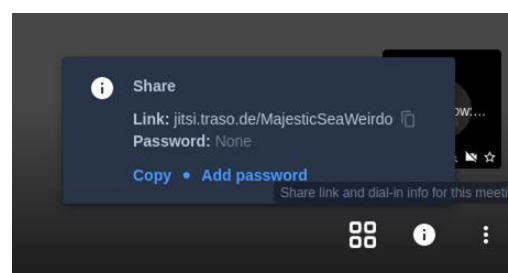 Share
Link: jitsi.traso.de/MajesticSeaWeirdo
Password: None
Copy • Add password
Share link and dial-in info for this meeti